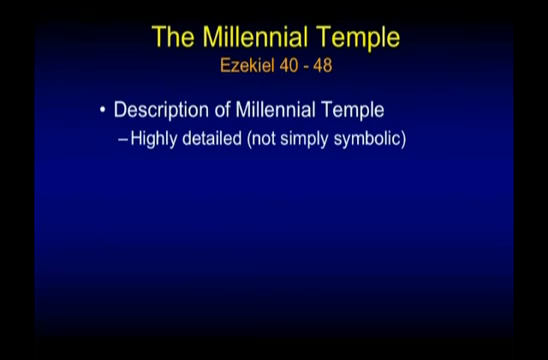 The Millennial Temple
Ezekiel 40 - 48
• Description of Millennial Temple
–Highly detailed (not simply symbolic)